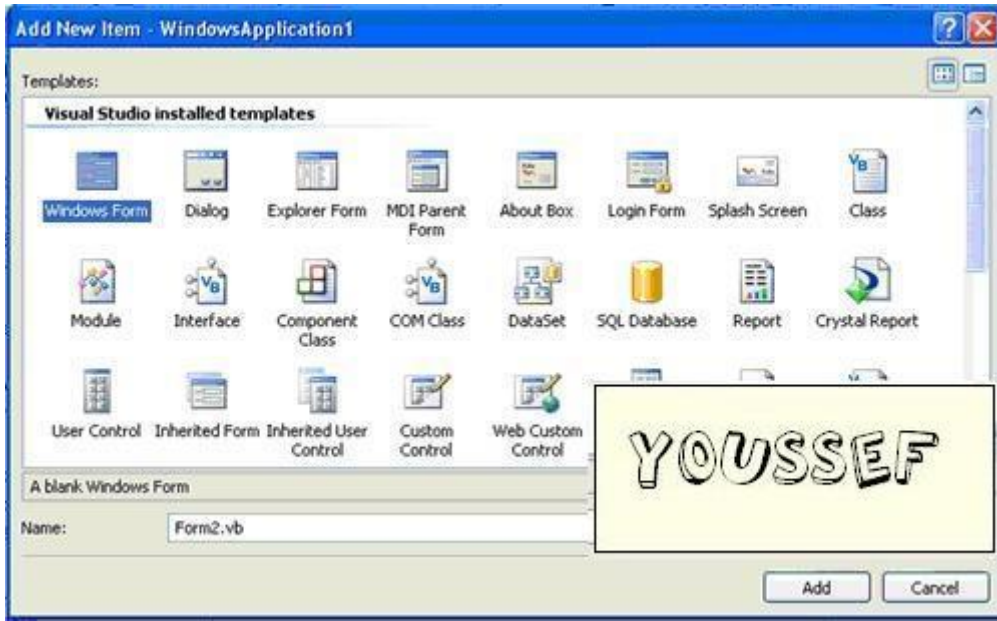 Add New Item - WindowsApplication1
Templates:
Visual Studio installed templates
Windows Form Dialog Explorer Form MDI Parent Form About Box Login Form Splash Screen Class
Module Interface Component Class COM Class DataSet SQL Database Report Crystal Report
User Control Inherited Form Inherited User Control Custom Control Web Custom Control
YOUSSEF
A blank Windows Form
Name: Form2.vb
Add Cancel